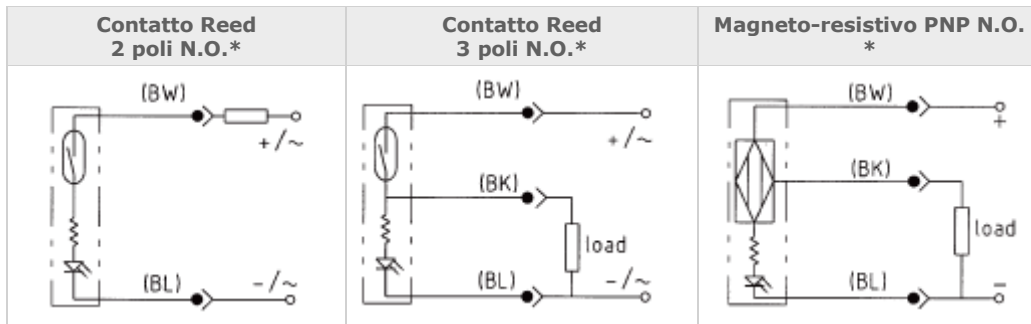 Contatto Reed
2 poli N.O.*
Contatto Reed
3 poli N.O.*
Magneto-resistivo PNP N.O.
*
(BW)
+/~
(BL)
-/~
(BW)
+/~
(BK)
load
(BL)
-/~
(BW)
+
(BK)
load
(BL)
-